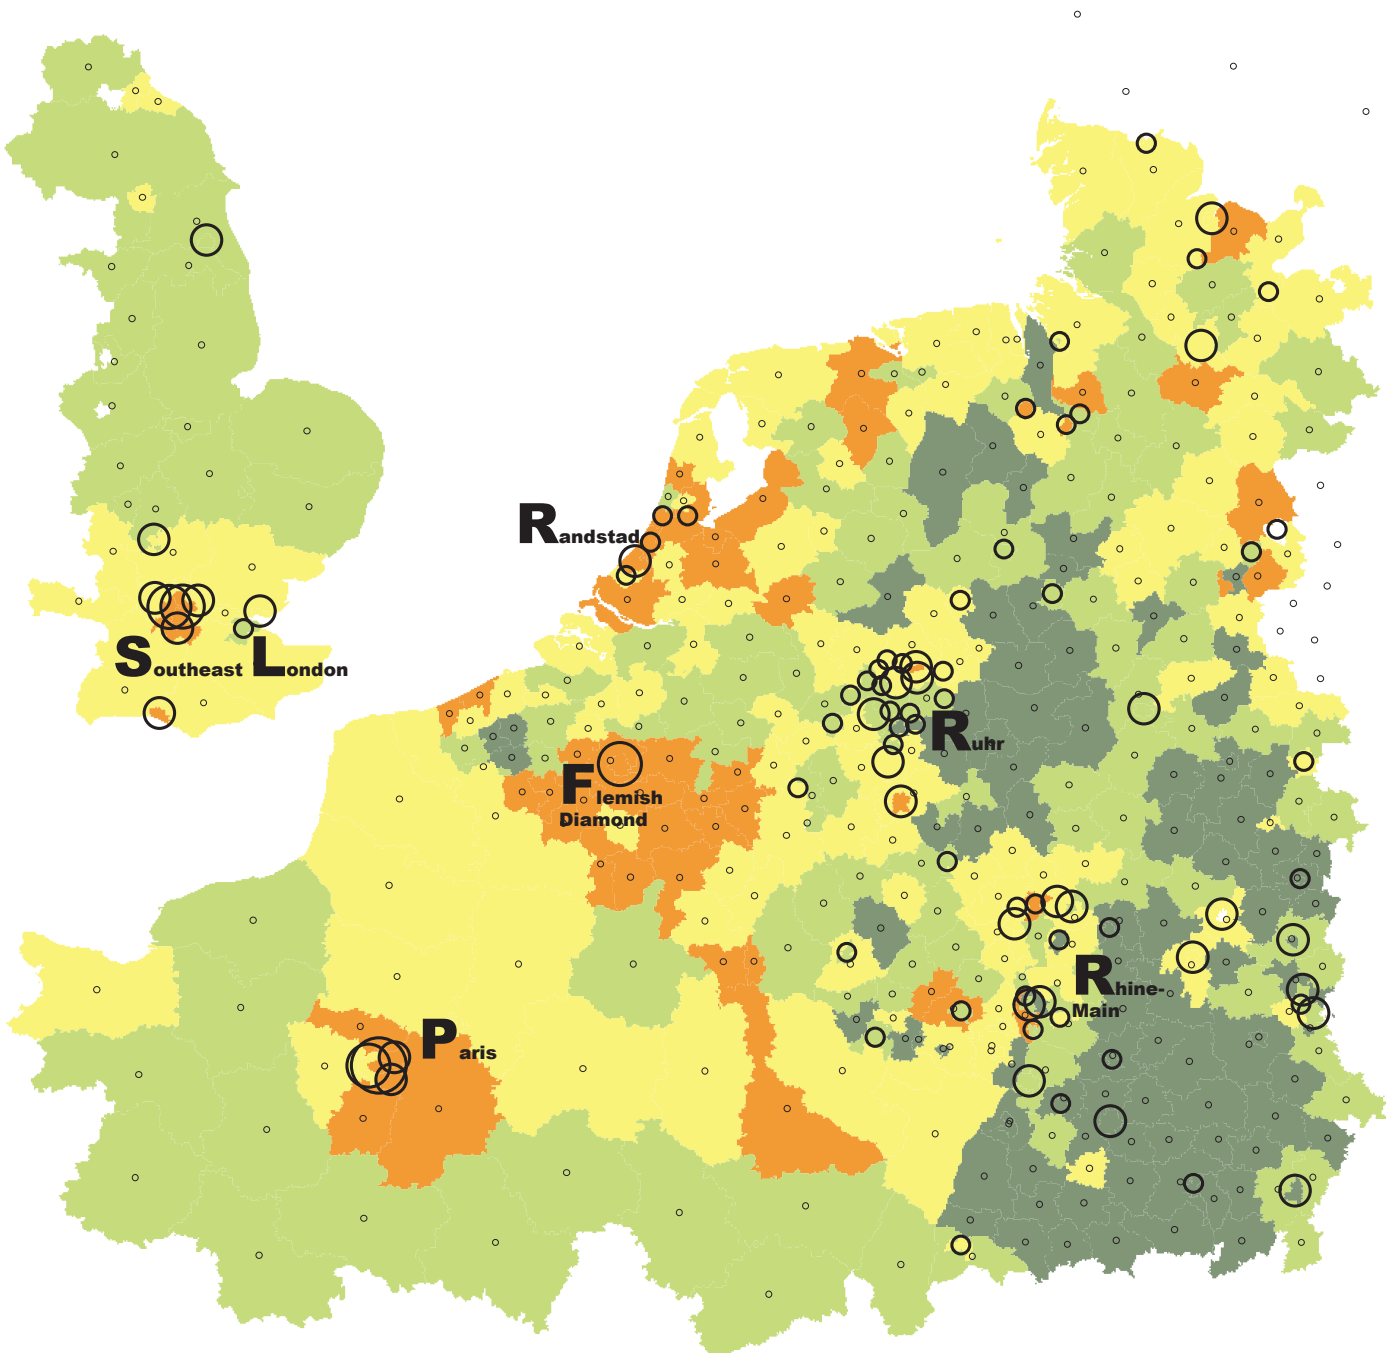 Randstad
Southeast London
Ruhr
Flemish
Diamond
Rhine-
Main
Paris